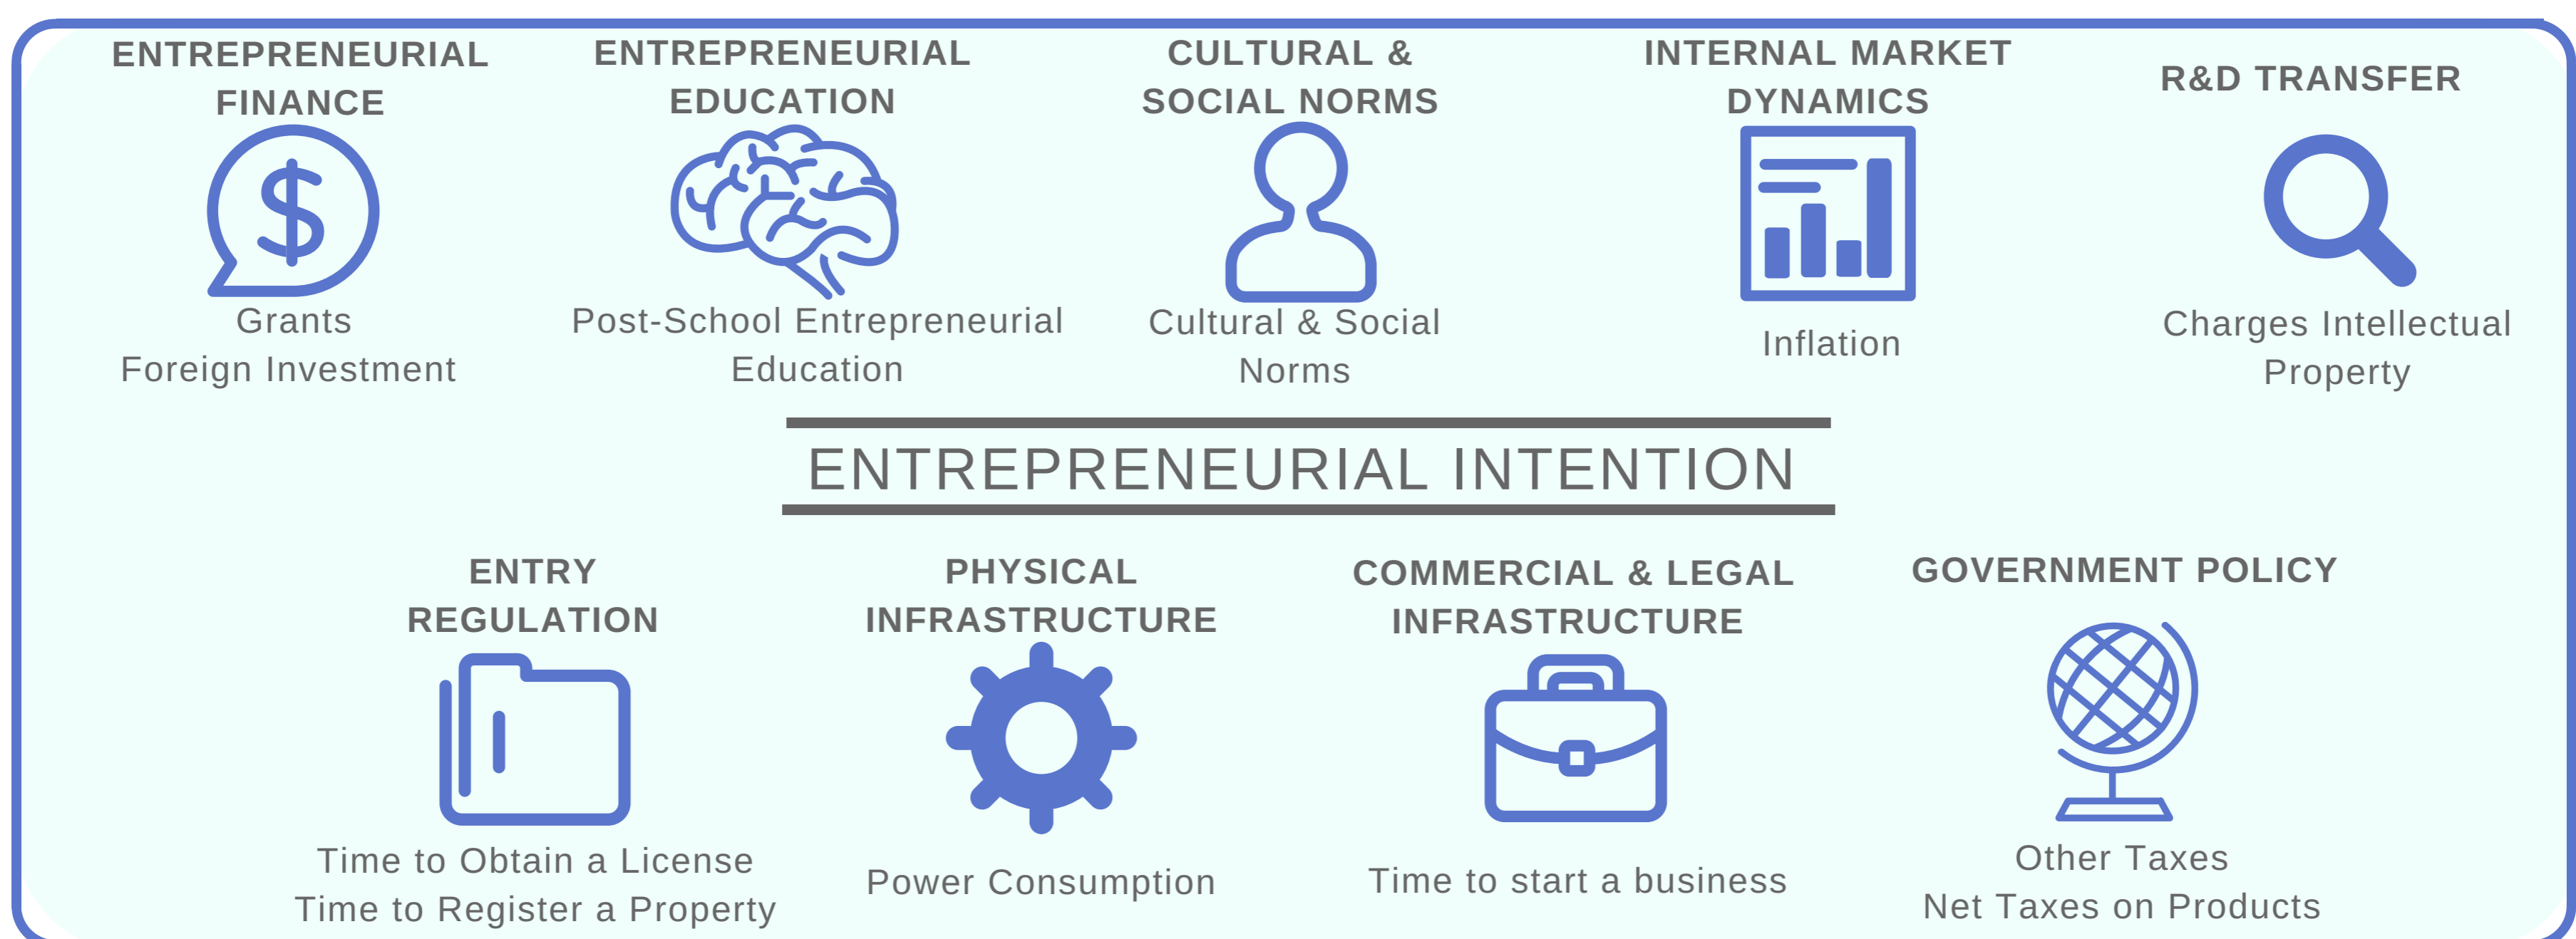 ENTREPRENEURIAL
FINANCE
$
Grants
Foreign Investment
ENTREPRENEURIAL
EDUCATION
Post-School Entrepreneurial
Education
CULTURAL &
SOCIAL NORMS
Cultural & Social
Norms
INTERNAL MARKET
DYNAMICS
Inflation
R&D TRANSFER
Charges Intellectual
Property
ENTREPRENEURIAL INTENTION
ENTRY
REGULATION
Time to Obtain a License
Time to Register a Property
PHYSICAL
INFRASTRUCTURE
Power Consumption
COMMERCIAL & LEGAL
INFRASTRUCTURE
Time to start a business
GOVERNMENT POLICY
Other Taxes
Net Taxes on Products